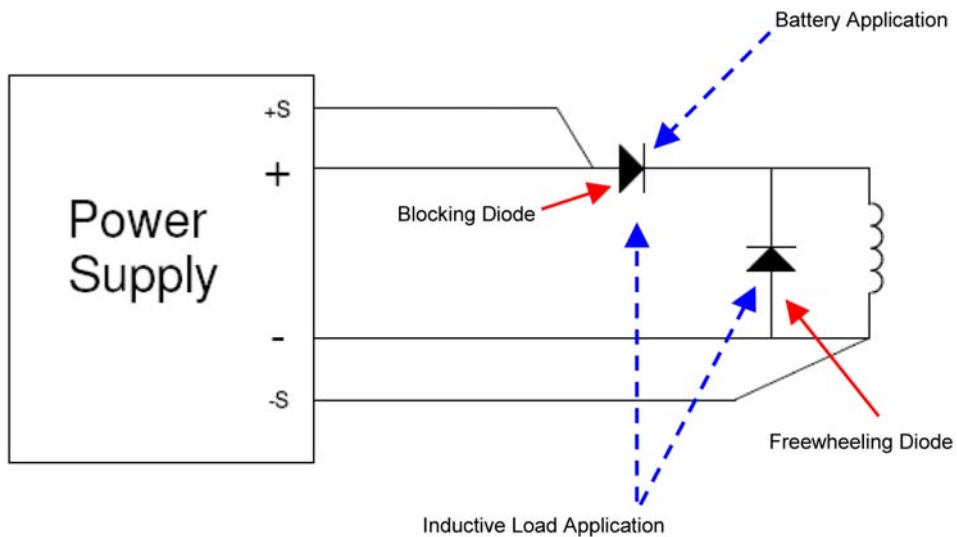 Battery Application
+S
+
Blocking Diode
Power
Supply
-
-S
Freewheeling Diode
Inductive Load Application